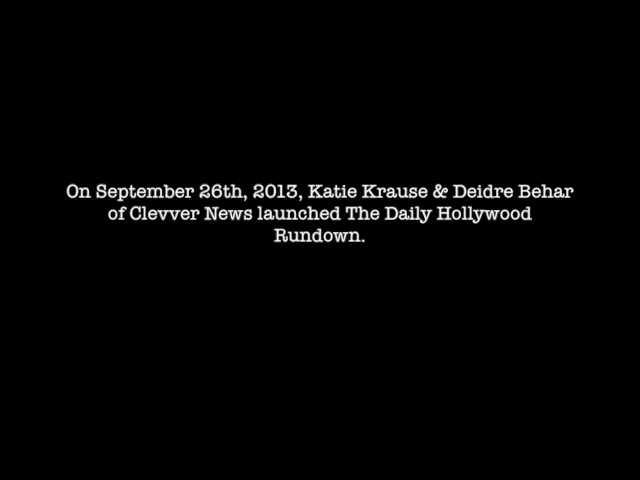 On September 26th, 2013, Katie Krause & Deidre Behar
of Clevver News launched The Daily Hollywood
Rundown.